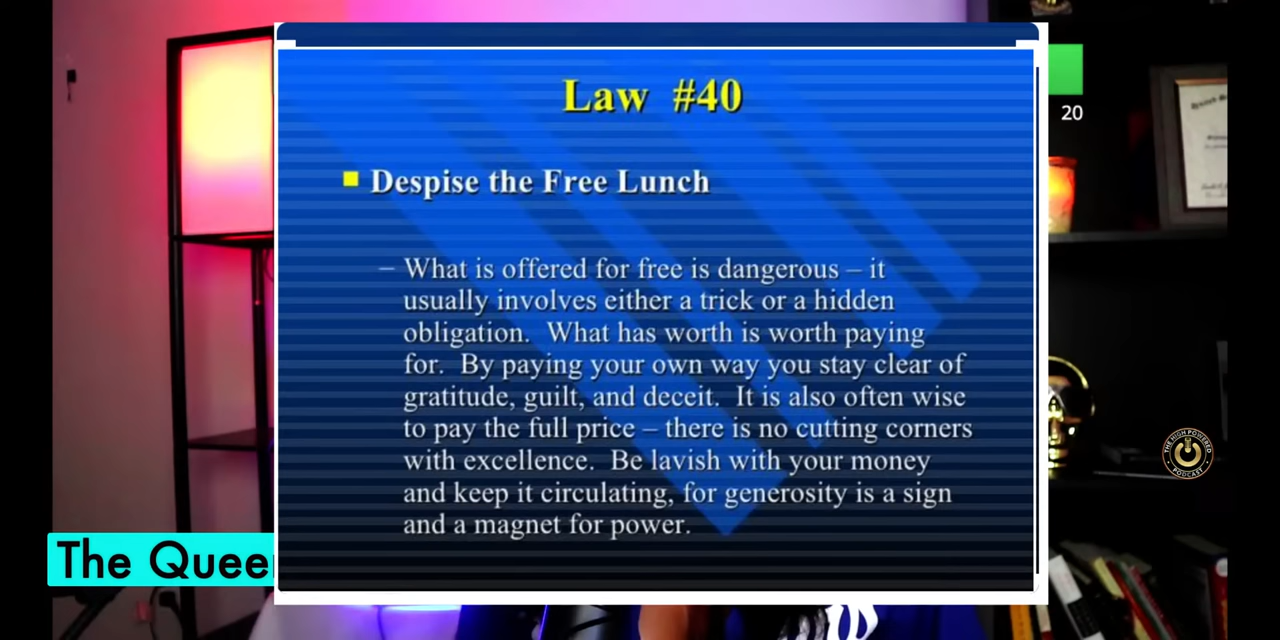 Law #40
Despise the Free Lunch
– What is offered for free is dangerous – it
usually involves either a trick or a hidden
obligation. What has worth is worth paying
for. By paying your own way you stay clear of
gratitude, guilt, and deceit. It is also often wise
to pay the full price – there is no cutting corners
with excellence. Be lavish with your money
and keep it circulating, for generosity is a sign
and a magnet for power.
20
THE HIGH POWERED
PODCAST
The Queen